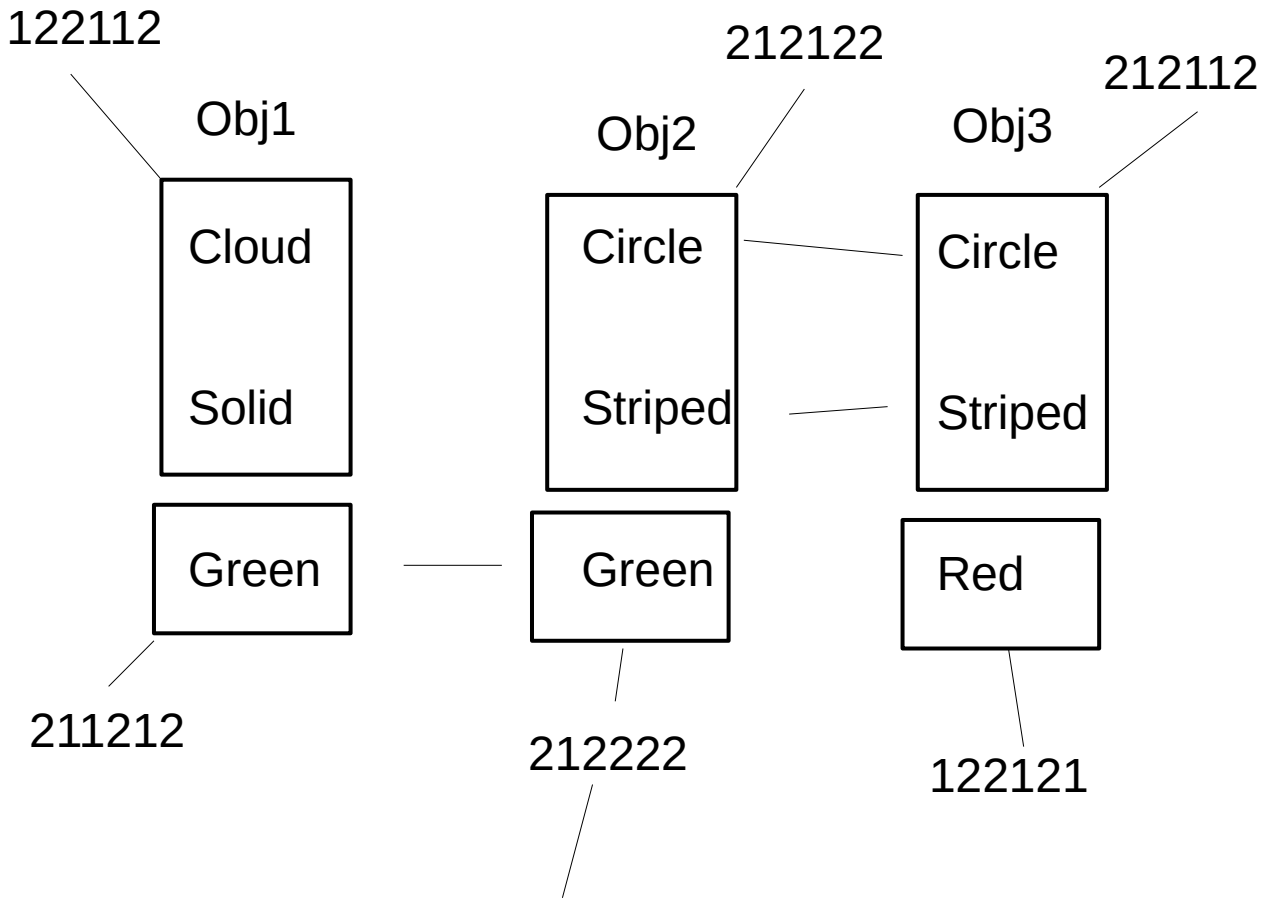 122112
212122
212112
Obj1
Obj2
Obj3
Cloud
Circle
Circle
Solid
Striped
Striped
Green
Green
Red
211212
212222
122121